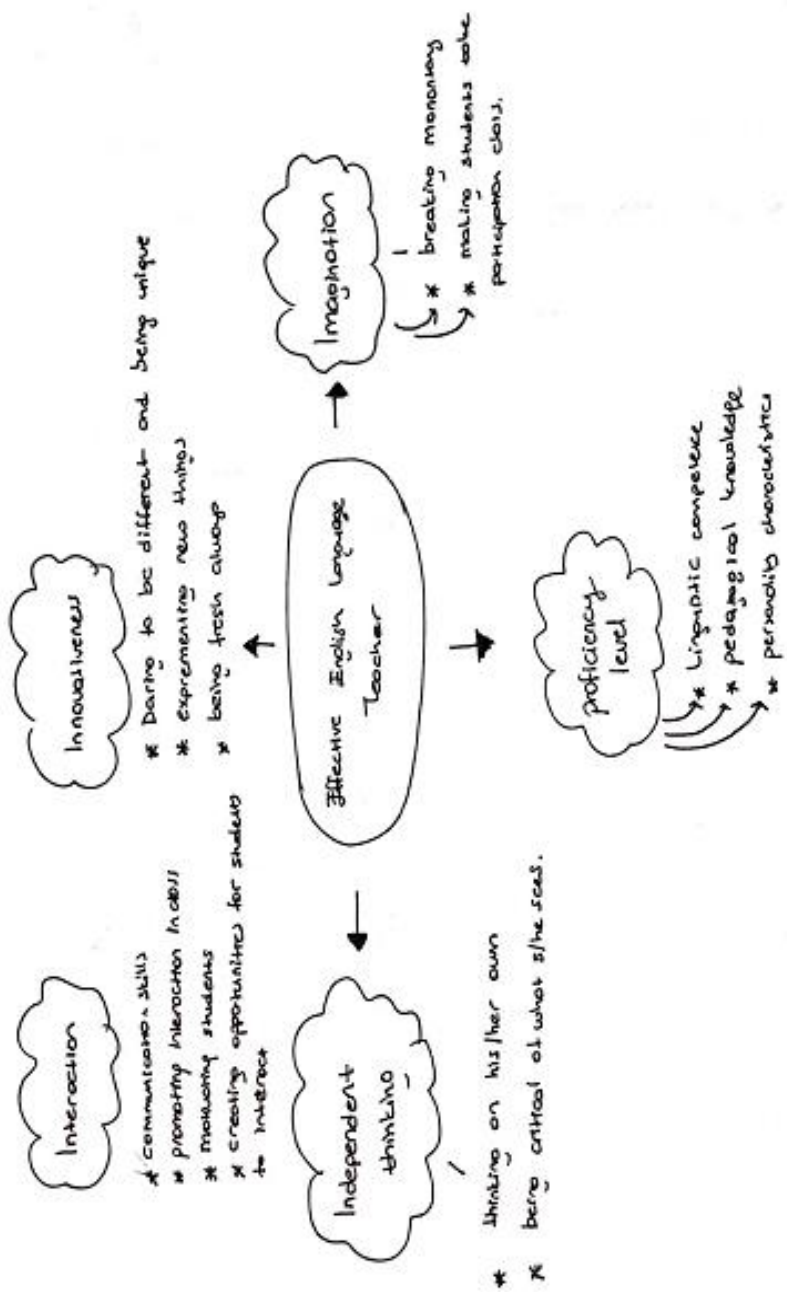 Interaction
* communication skills
* promoting interaction in class
* motivating students
* creating opportunities for students
to interact
Innovativeness
* Daring to be different and being unique
* exprementing new things
* being fresh always
Independent
thinking
* thinking on his/her own
* being critical of what s/he sees.
Effective English Language
Teacher
Imagination
* breaking monontony
* making students take
participation class.
proficiency
level
* Linguistic competence
* pedagogical knowledge
* personality characteristics